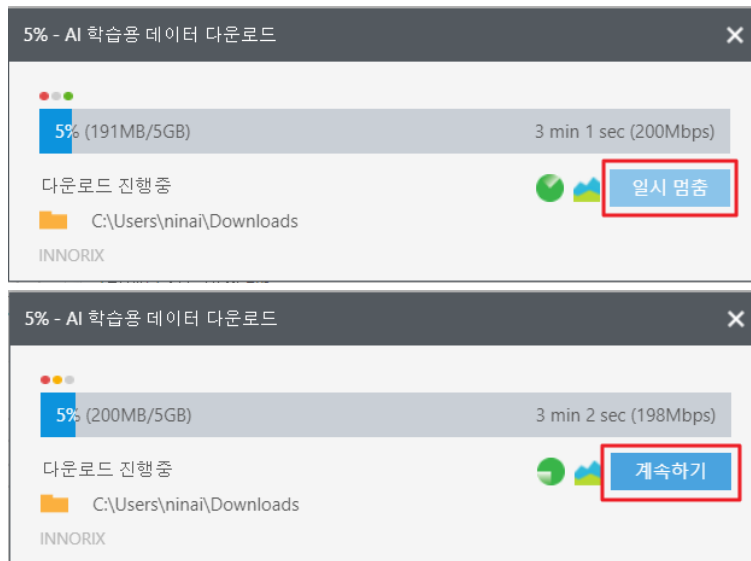 5% - AI 학습용 데이터 다운로드
5% (191MB/5GB) 3 min 1 sec (200Mbps)
다운로드 진행중 일시 멈춤
C:\Users\ninai\Downloads
INNORIX
5% - AI 학습용 데이터 다운로드
5% (200MB/5GB) 3 min 2 sec (198Mbps)
다운로드 진행중 계속하기
C:\Users\ninai\Downloads
INNORIX